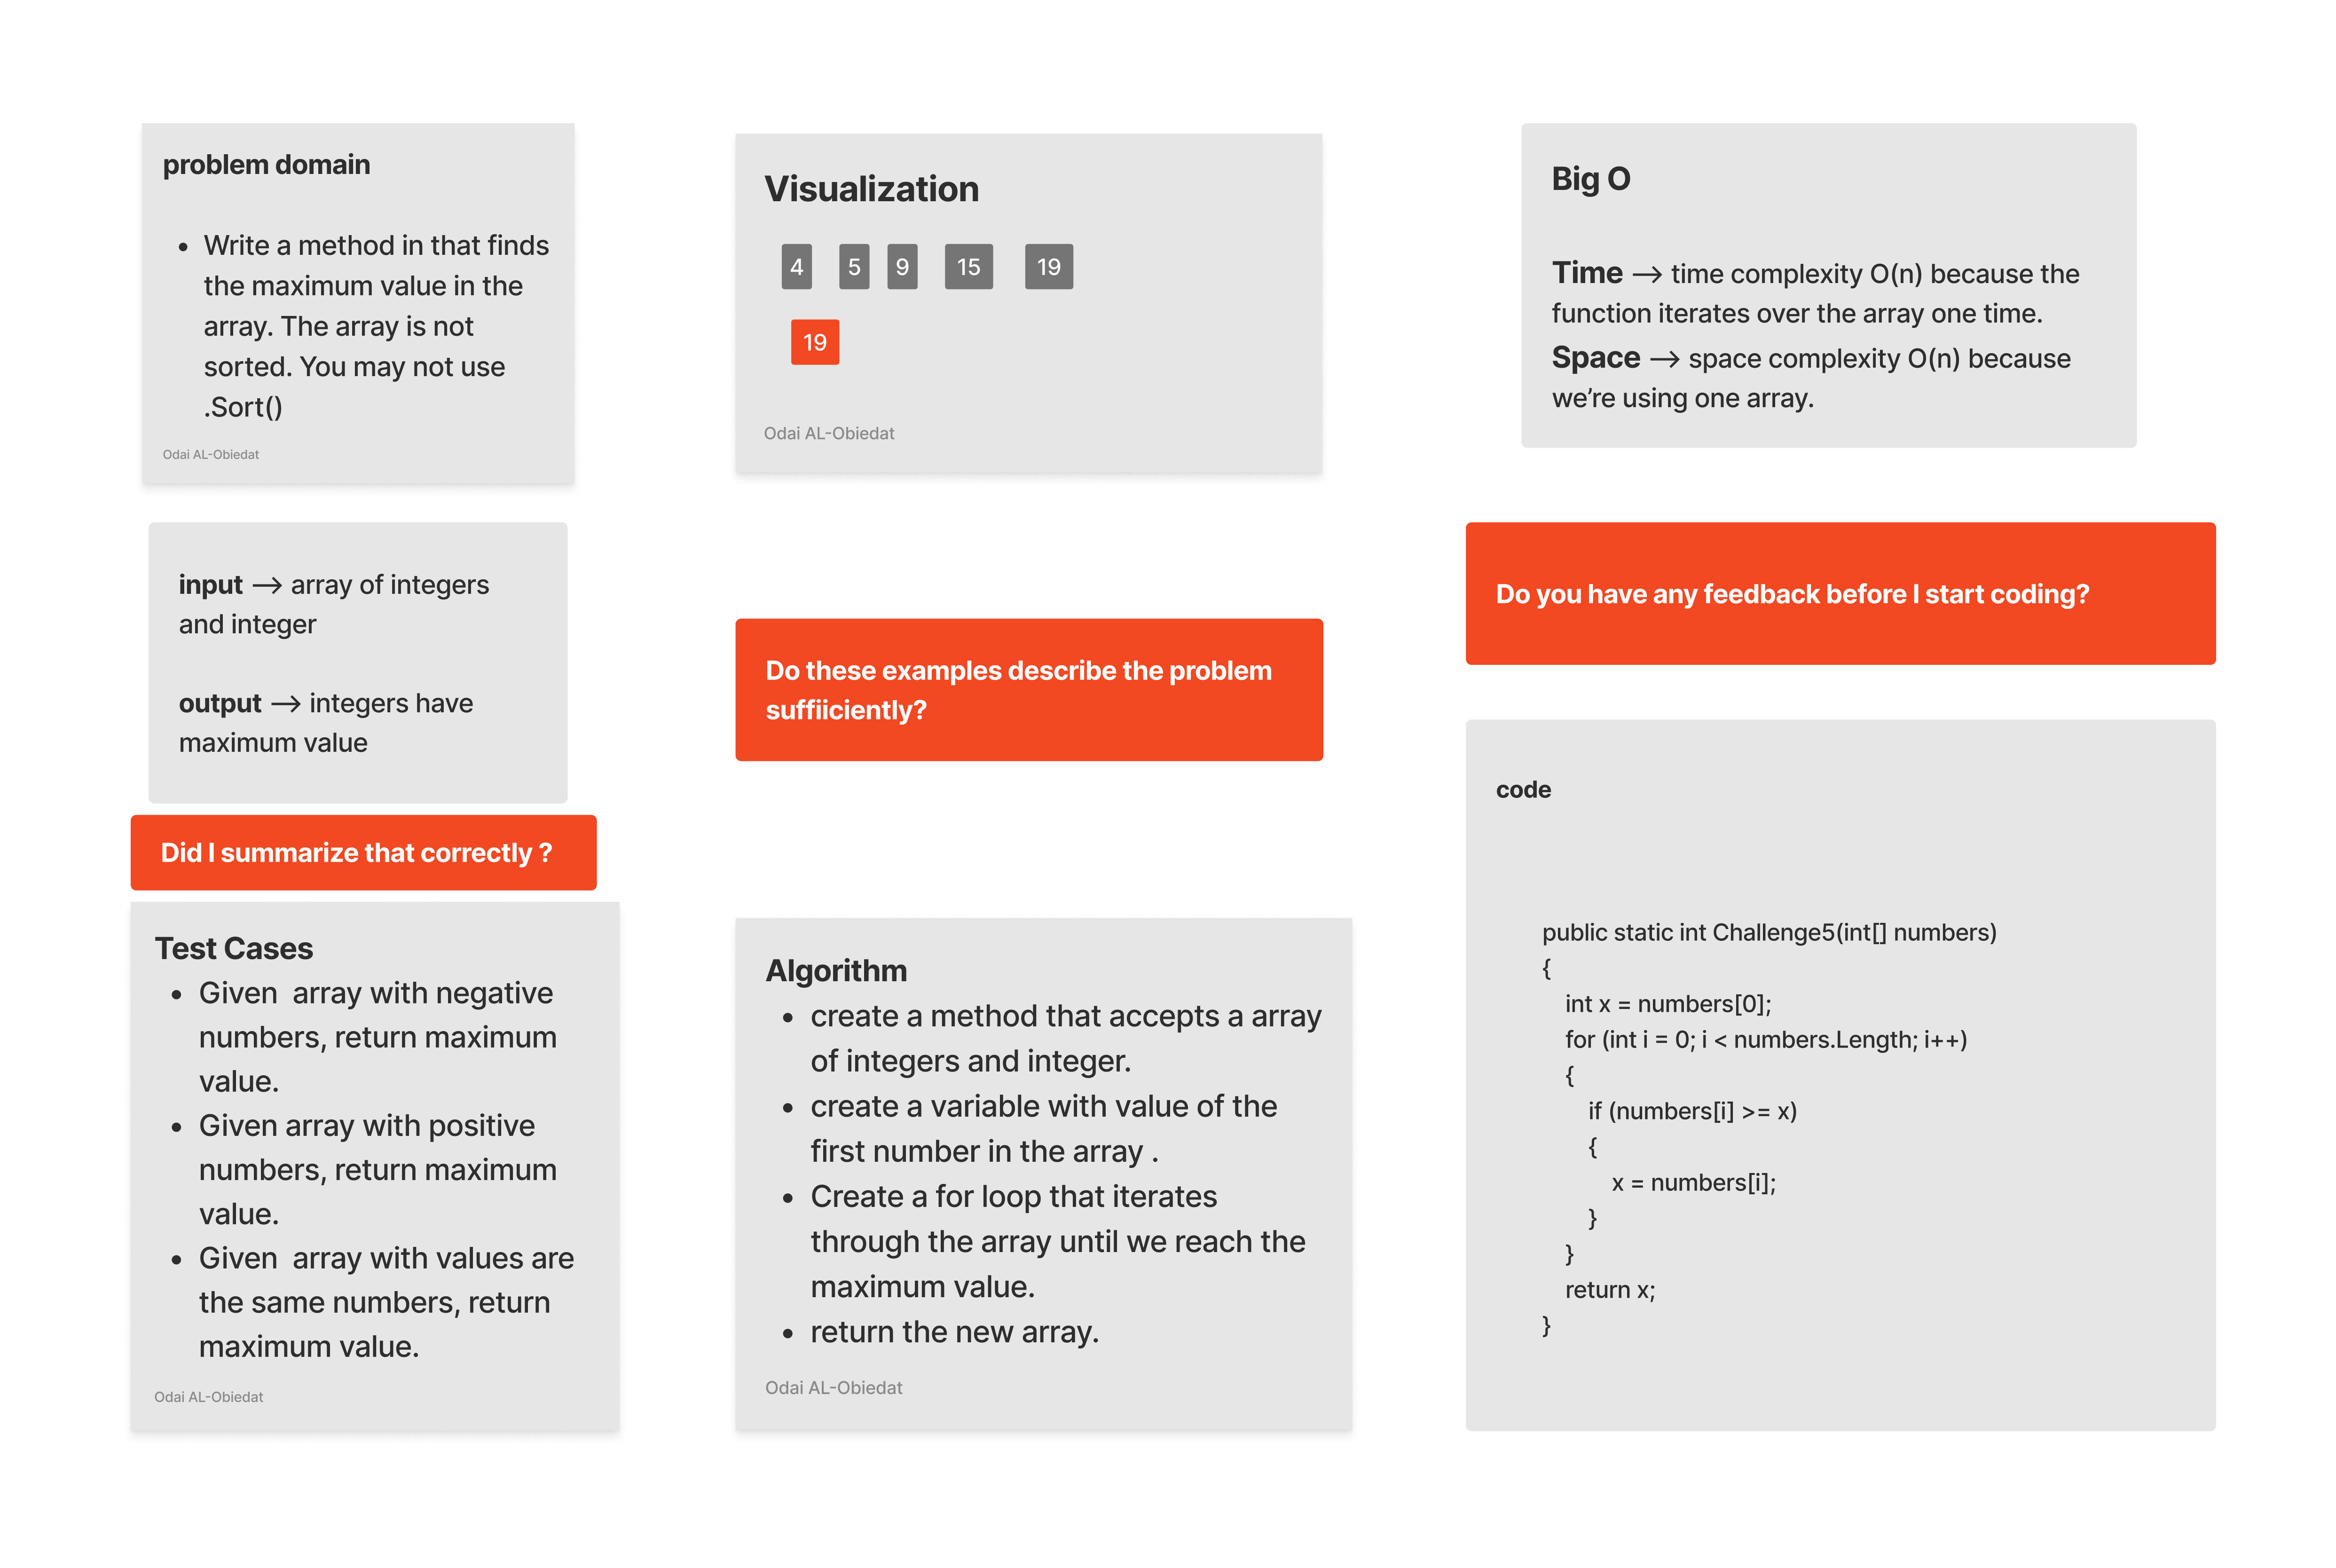 problem domain
• Write a method in that finds
the maximum value in the
array. The array is not
sorted. You may not use
.Sort()
Odai AL-Obiedat
input → array of integers
and integer
output → integers have
maximum value
Did I summarize that correctly ?
Test Cases
• Given  array with negative
numbers, return maximum
value.
• Given array with positive
numbers, return maximum
value.
• Given  array with values are
the same numbers, return
maximum value.
Odai AL-Obiedat
Visualization
4 5 9 15 19
19
Odai AL-Obiedat
Do these examples describe the problem
suffiiciently?
Algorithm
• create a method that accepts a array
of integers and integer.
• create a variable with value of the
first number in the array .
• Create a for loop that iterates
through the array until we reach the
maximum value.
• return the new array.
Odai AL-Obiedat
Big O
Time → time complexity O(n) because the
function iterates over the array one time.
Space → space complexity O(n) because
we’re using one array.
Do you have any feedback before I start coding?
code
public static int Challenge5(int[] numbers)
{
int x = numbers[0];
for (int i = 0; i < numbers.Length; i++)
{
if (numbers[i] >= x)
{
x = numbers[i];
}
}
return x;
}